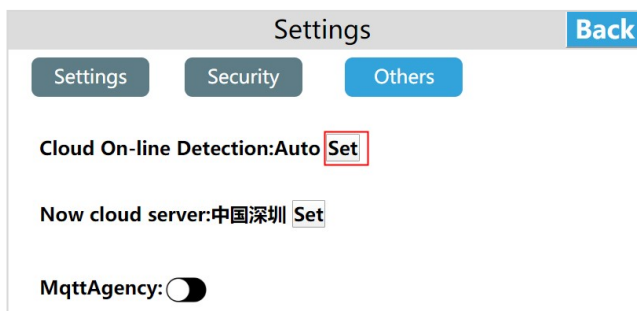 Settings Back
Settings Security Others
Cloud On-line Detection:Auto Set
Now cloud server:中国深圳 Set
MqttAgency: